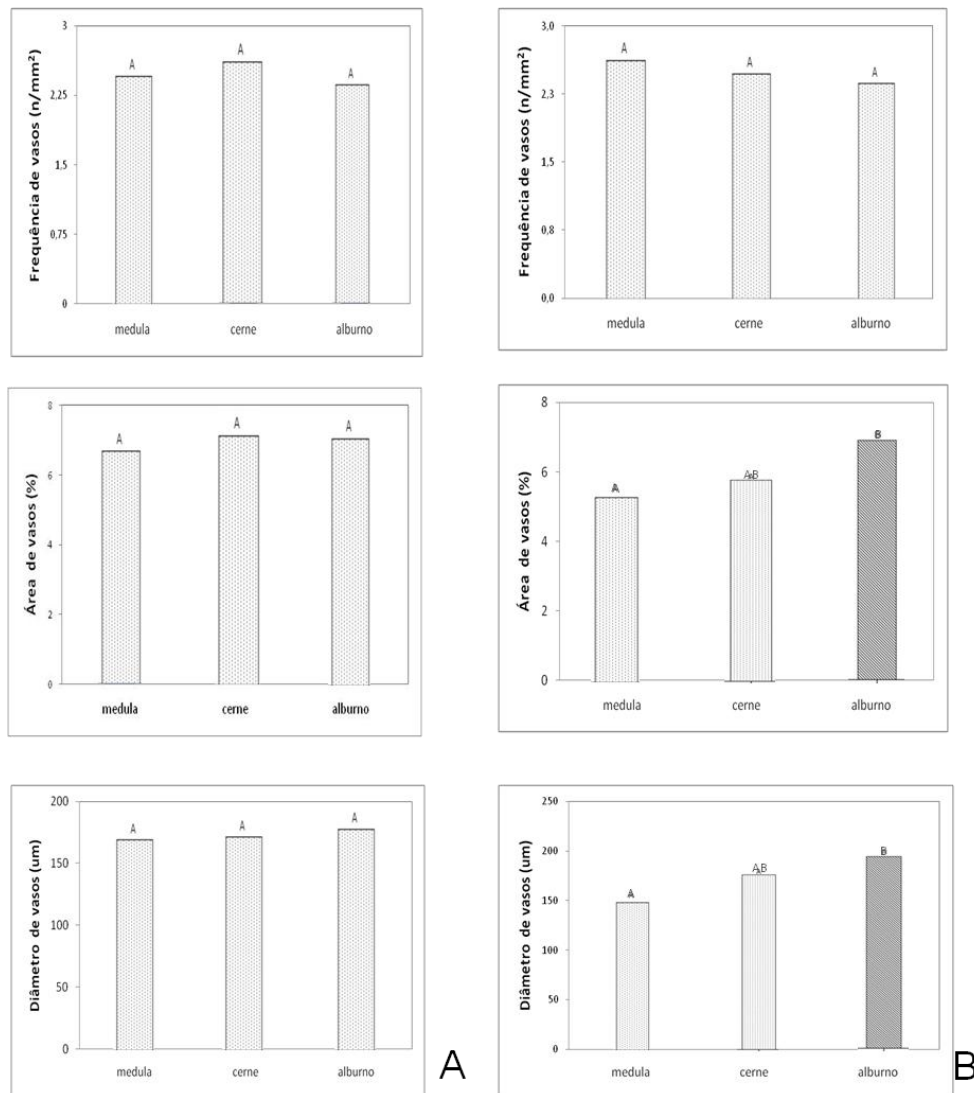 Frequência de vasos (n/mm²)
3
2,25
1,5
0,75
0
A
A
A
medula cerne alburno
Frequência de vasos (n/mm²)
3,0
2,3
1,5
0,8
0,0
A
A
A
medula cerne alburno
Área de vasos (%)
8
6
4
2
0
A
A
A
medula cerne alburno
Área de vasos (%)
8
6
4
2
0
A
A,B
B
medula cerne alburno
Diâmetro de vasos (um)
200
150
100
50
0
A
A
A
medula cerne alburno
A
Diâmetro de vasos (um)
250
200
150
100
50
0
A
A,B
B
medula cerne alburno
B